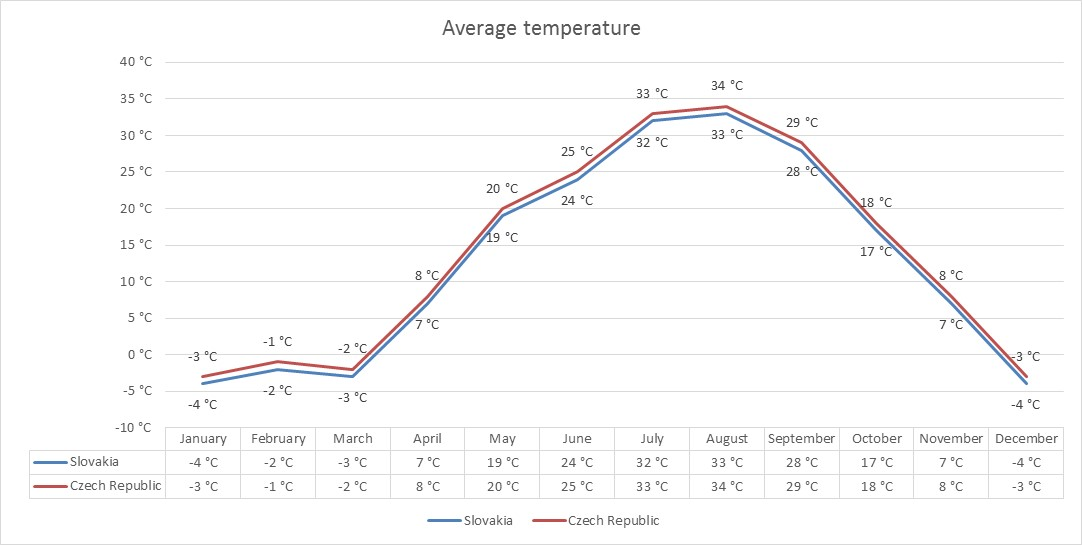 Average temperature
40 °C
35 °C
30 °C
25 °C
20 °C
15 °C
10 °C
5 °C
0 °C
-5 °C
-10 °C
-3 °C -1 °C -2 °C 8 °C 20 °C 25 °C 33 °C 34 °C 29 °C 18 °C 8 °C -3 °C
-4 °C -2 °C -3 °C 7 °C 19 °C 24 °C 32 °C 33 °C 28 °C 17 °C 7 °C -4 °C
January February March April May June July August September October November December
Slovakia -4 °C -2 °C -3 °C 7 °C 19 °C 24 °C 32 °C 33 °C 28 °C 17 °C 7 °C -4 °C
Czech Republic -3 °C -1 °C -2 °C 8 °C 20 °C 25 °C 33 °C 34 °C 29 °C 18 °C 8 °C -3 °C
Slovakia Czech Republic